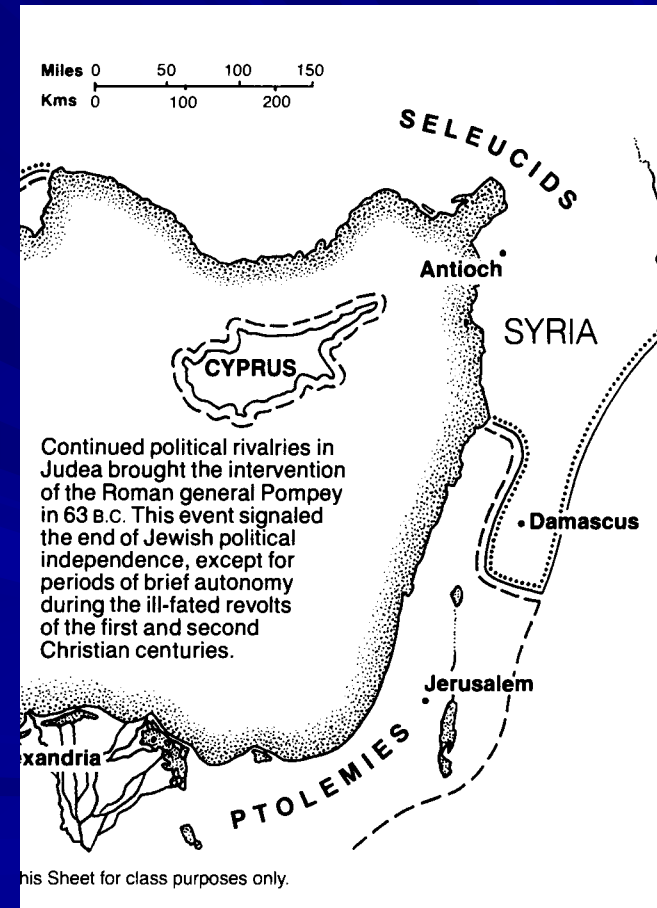 Miles 0 50 100 150
Kms 0 100 200
SELEUCIDS
Antioch
SYRIA
CYPRUS
Continued political rivalries in
Judea brought the intervention
of the Roman general Pompey
in 63 B.C. This event signaled
the end of Jewish political
independence, except for
periods of brief autonomy
during the ill-fated revolts
of the first and second
Christian centuries.
Damascus
Jerusalem
xandria
PTOLEMIES
his Sheet for class purposes only.